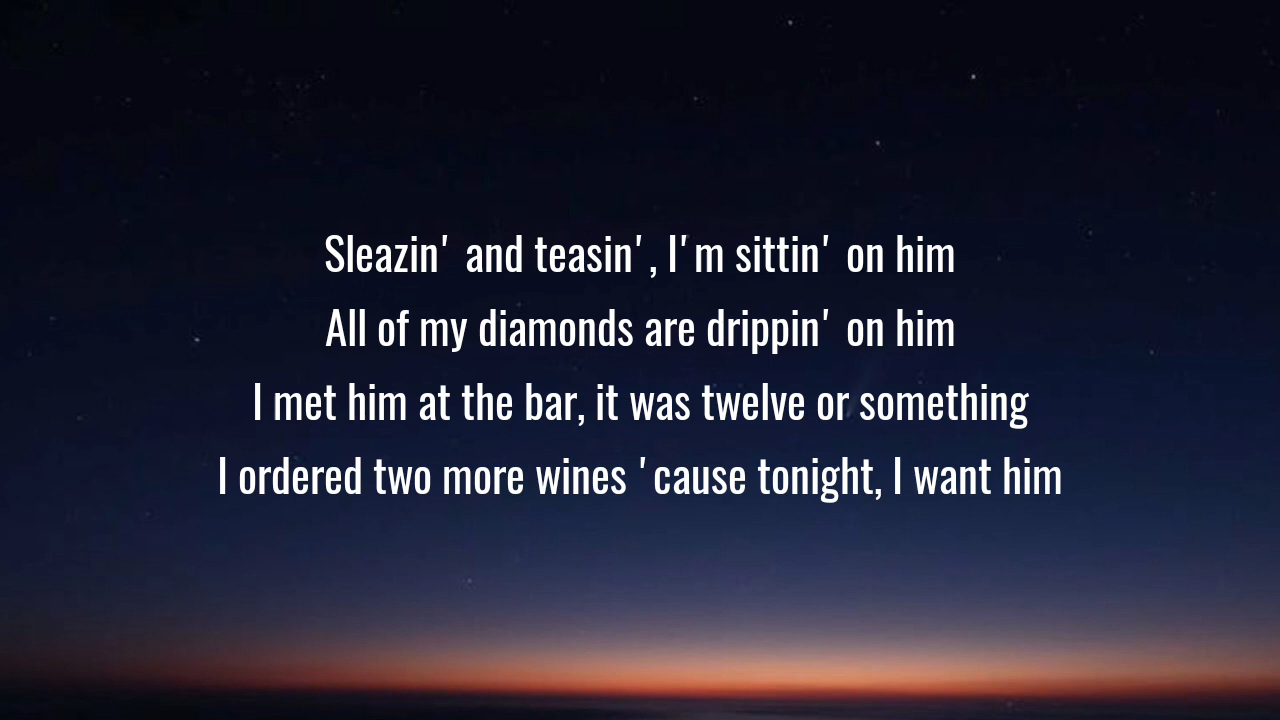 Sleazin' and teasin', I'm sittin' on him
All of my diamonds are drippin' on him
I met him at the bar, it was twelve or something
I ordered two more wines 'cause tonight, I want him